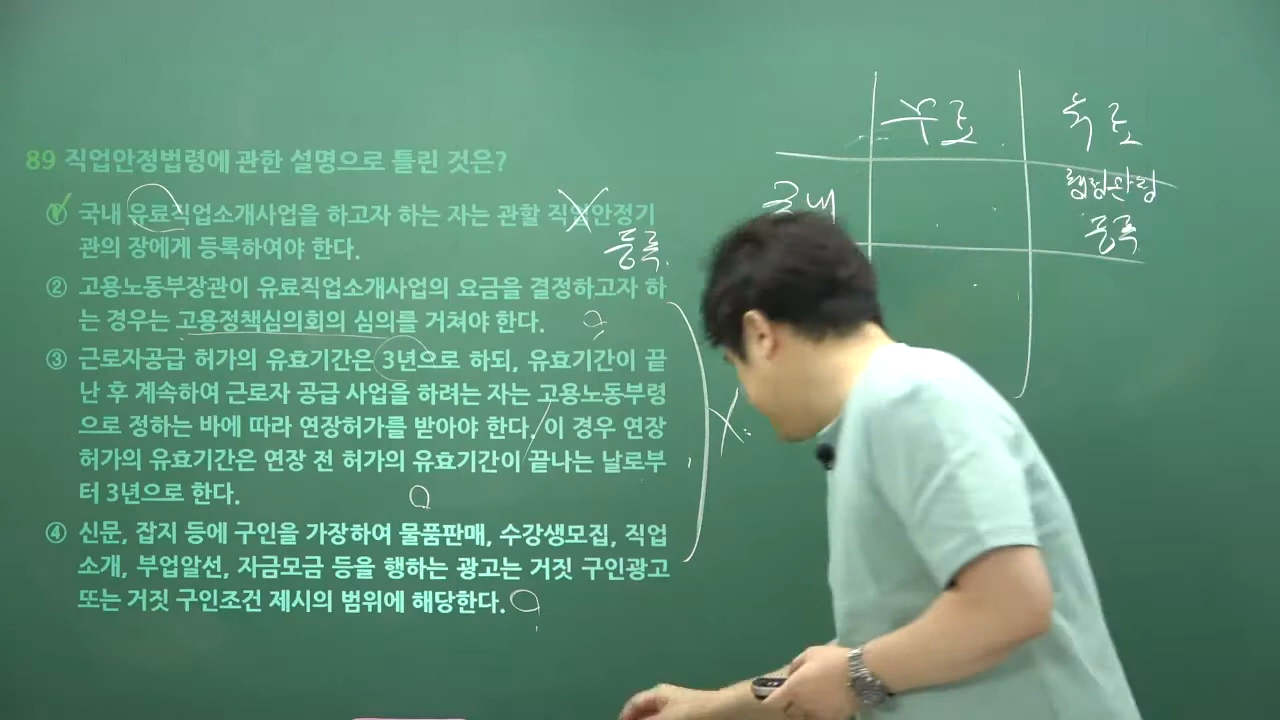 89 직업안정법령에 관한 설명으로 틀린 것은?
① 국내 유료직업소개사업을 하고자 하는 자는 관할 직업안정기
관의 장에게 등록하여야 한다.
등록.
② 고용노동부장관이 유료직업소개사업의 요금을 결정하고자 하
는 경우는 고용정책심의회의 심의를 거쳐야 한다.
③ 근로자공급 허가의 유효기간은 3년으로 하되, 유효기간이 끝
난 후 계속하여 근로자 공급 사업을 하려는 자는 고용노동부령
으로 정하는 바에 따라 연장허가를 받아야 한다. 이 경우 연장
허가의 유효기간은 연장 전 허가의 유효기간이 끝나는 날로부
터 3년으로 한다.
④ 신문, 잡지 등에 구인을 가장하여 물품판매, 수강생모집, 직업
소개, 부업알선, 자금모금 등을 행하는 광고는 거짓 구인광고
또는 거짓 구인조건 제시의 범위에 해당한다.
무료 유료
국내
등록